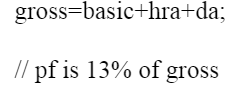 gross=basic+hra+da;
// pf is 13% of gross